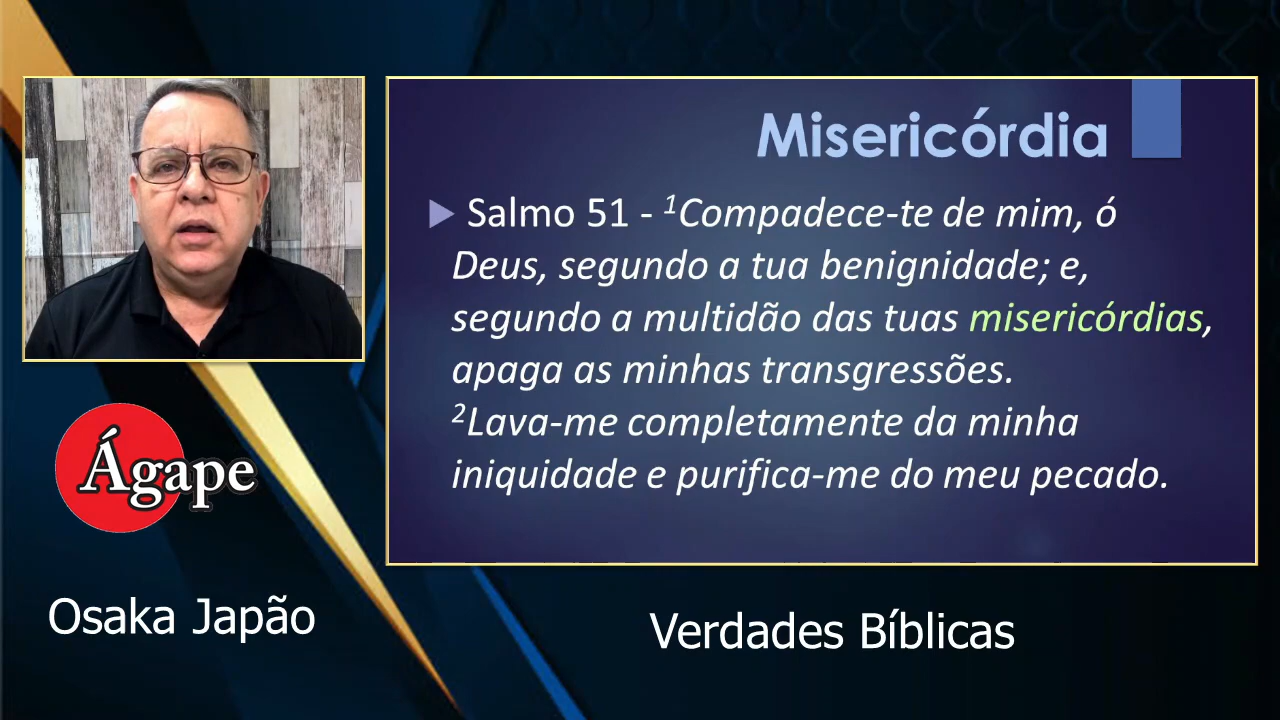 Misericórdia
Salmo 51 - ¹Compadece-te de mim, ó
Deus, segundo a tua benignidade; e,
segundo a multidão das tuas misericórdias,
apaga as minhas transgressões.
²Lava-me completamente da minha
iniquidade e purifica-me do meu pecado.
Ágape
Osaka Japão
Verdades Bíblicas